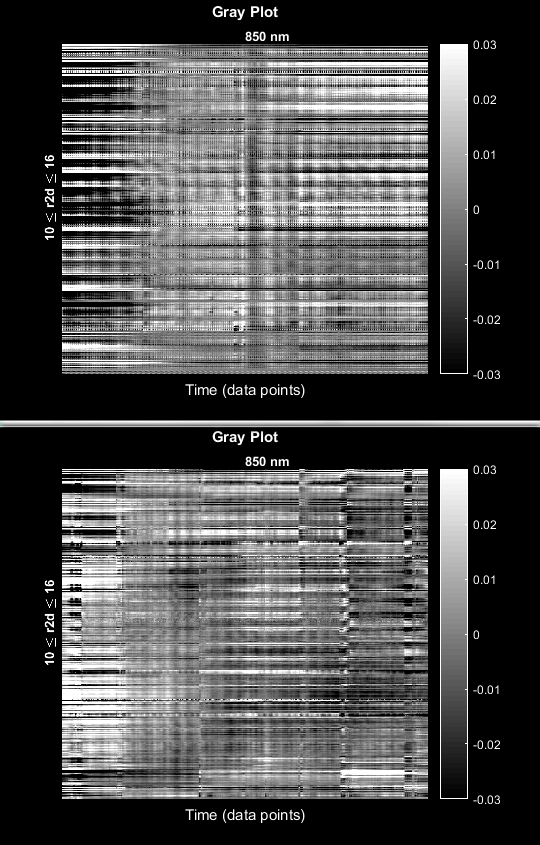 Gray Plot
850 nm
0.03
0.02
0.01
0
-0.01
-0.02
-0.03
10 ≤ r2d ≤ 16
Time (data points)
Gray Plot
850 nm
0.03
0.02
0.01
0
-0.01
-0.02
-0.03
10 ≤ r2d ≤ 16
Time (data points)